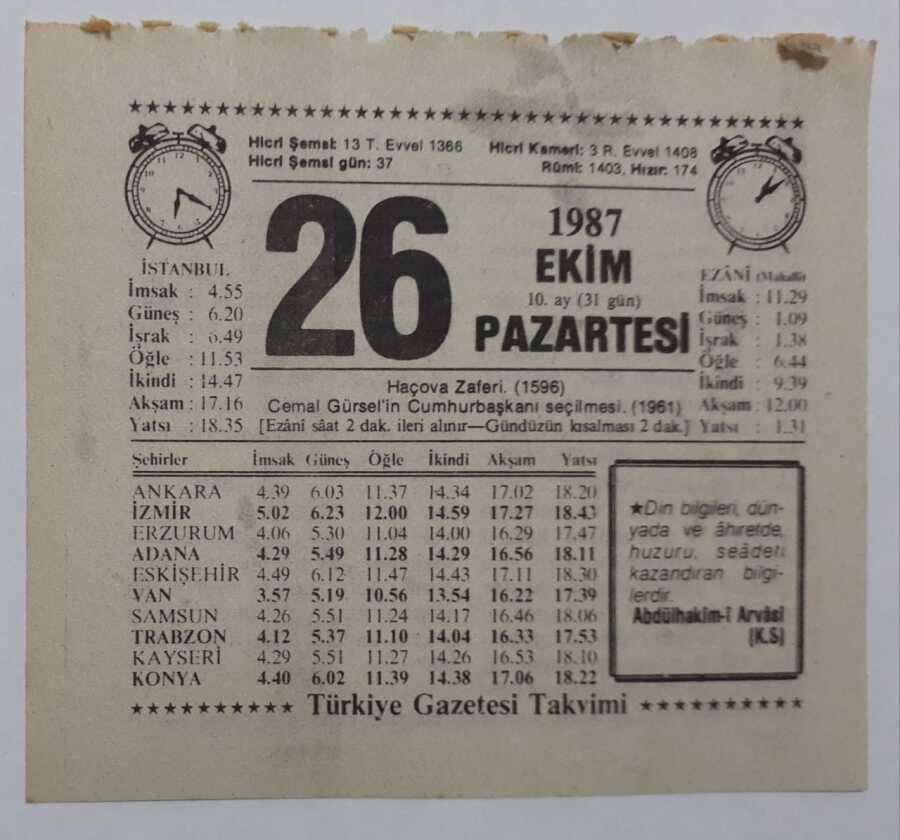 ★★★★★★★★★★★★★★★★★★★★★★★★★★★★★★★★★★★★★★★★★★★★★★★★
Hicri Şemsî: 13 T. Evvel 1366
Hicri Şemsi gün: 37
Hicri Kameri: 3 R. Evvel 1408
Rûmî: 1403, Hızır: 174
26
1987
EKİM
10. ay (31 gün)
PAZARTESİ
İSTANBUL
İmsak : 4.55
Güneş : 6.20
İşrak : 6.49
Öğle : 11.53
İkindi : 14.47
Akşam : 17.16
Yatsı : 18.35
EZÂNİ (Mahallî)
İmsak : 11.29
Güneş : 1.09
İşrak : 1.38
Öğle : 6.44
İkindi : 9.39
Akşam : 12.00
Yatsı : 1.31
Haçova Zaferi. (1596)
Cemal Gürsel'in Cumhurbaşkanı seçilmesi. (1961)
[Ezânî sâat 2 dak. ileri alınır—Gündüzün kısalması 2 dak.]
Şehirler İmsak Güneş Öğle İkindi Akşam Yatsı
ANKARA 4.39 6.03 11.37 14.34 17.02 18.20
İZMİR 5.02 6.23 12.00 14.59 17.27 18.43
ERZURUM 4.06 5.30 11.04 14.00 16.29 17.47
ADANA 4.29 5.49 11.28 14.29 16.56 18.11
ESKİŞEHİR 4.49 6.12 11.47 14.43 17.11 18.30
VAN 3.57 5.19 10.56 13.54 16.22 17.39
SAMSUN 4.26 5.51 11.24 14.17 16.46 18.06
TRABZON 4.12 5.37 11.10 14.04 16.33 17.53
KAYSERİ 4.29 5.51 11.27 14.26 16.53 18.10
KONYA 4.40 6.02 11.39 14.38 17.06 18.22
★Din bilgileri, dün-
yada ve âhiretde,
huzuru, seâdeti
kazandıran bilgi-
lerdir.
Abdülhakîm-î Arvâsî
(K.S)
★★★★★★★★★★ Türkiye Gazetesi Takvimi ★★★★★★★★★★